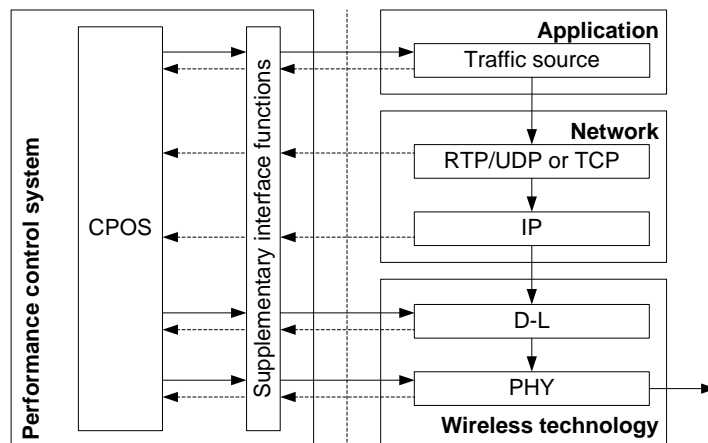 Performance control system
CPOS
Supplementary interface functions
Application
Traffic source
Network
RTP/UDP or TCP
IP
D-L
PHY
Wireless technology